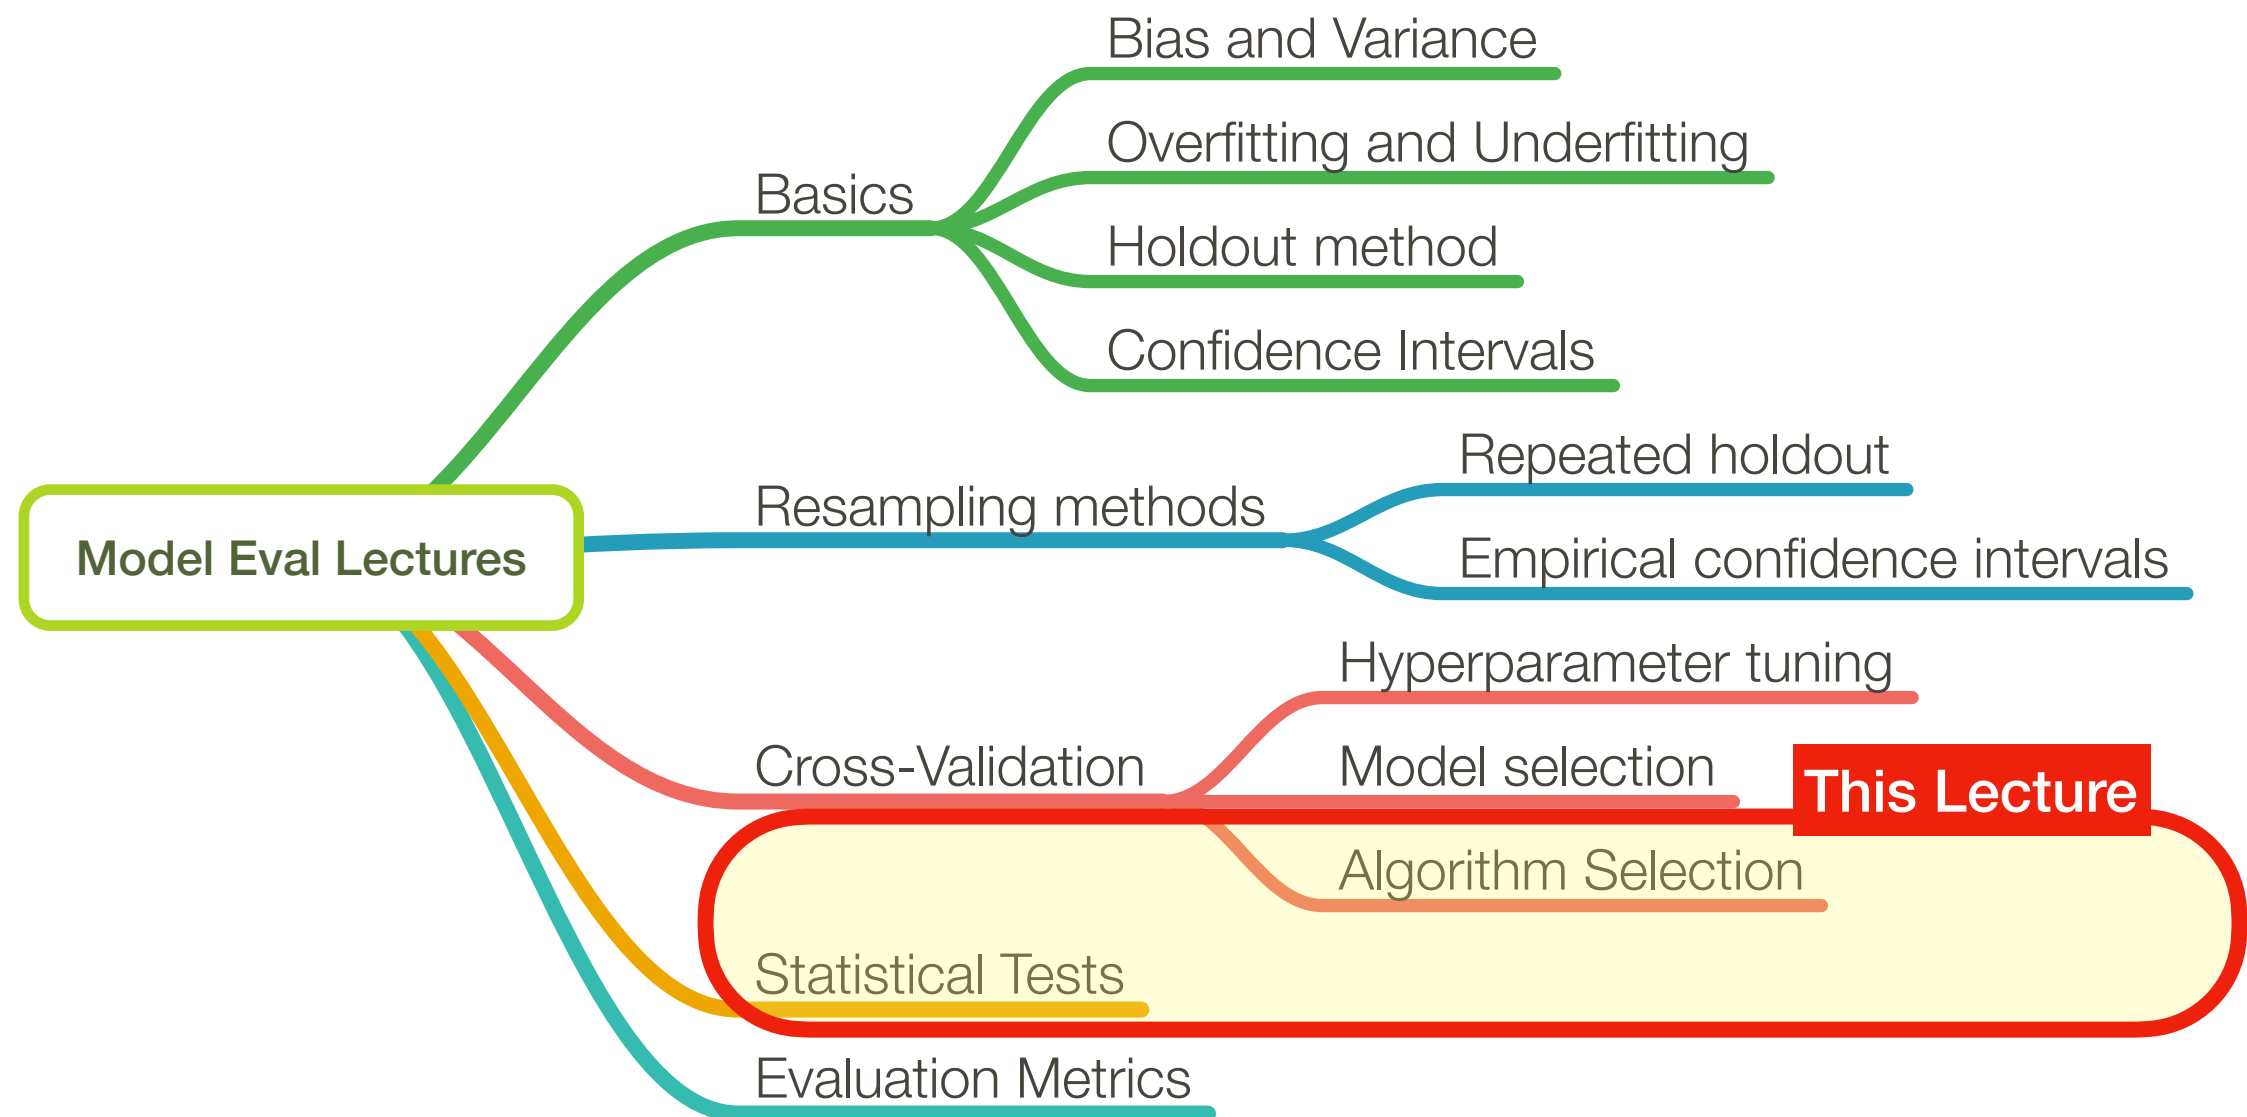 Bias and Variance
Overfitting and Underfitting
Basics
Holdout method
Confidence Intervals
Repeated holdout
Resampling methods
Model Eval Lectures
Empirical confidence intervals
Hyperparameter tuning
Cross-Validation
Model selection
This Lecture
Algorithm Selection
Statistical Tests
Evaluation Metrics